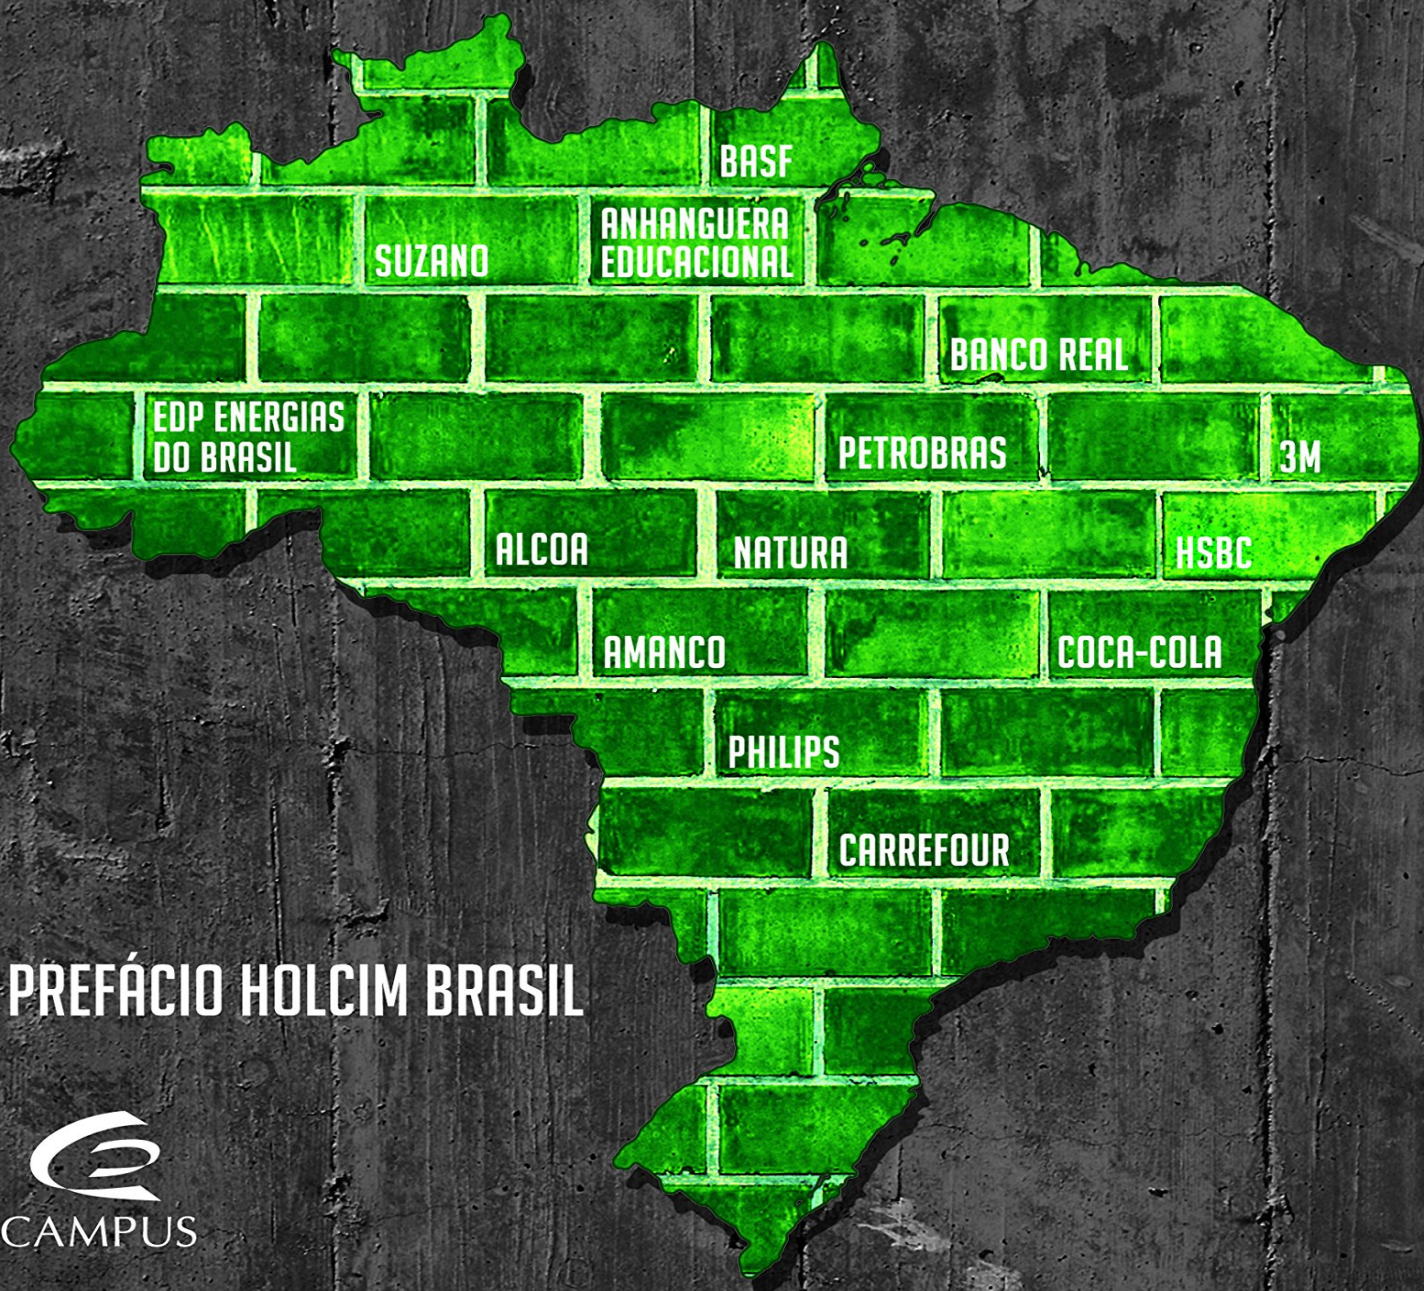 BASF
ANHANGUERA
EDUCACIONAL
SUZANO
BANCO REAL
EDP ENERGIAS
DO BRASIL
PETROBRAS
3M
ALCOA
NATURA
HSBC
AMANCO
COCA-COLA
PHILIPS
CARREFOUR
PREFÁCIO HOLCIM BRASIL
CAMPUS